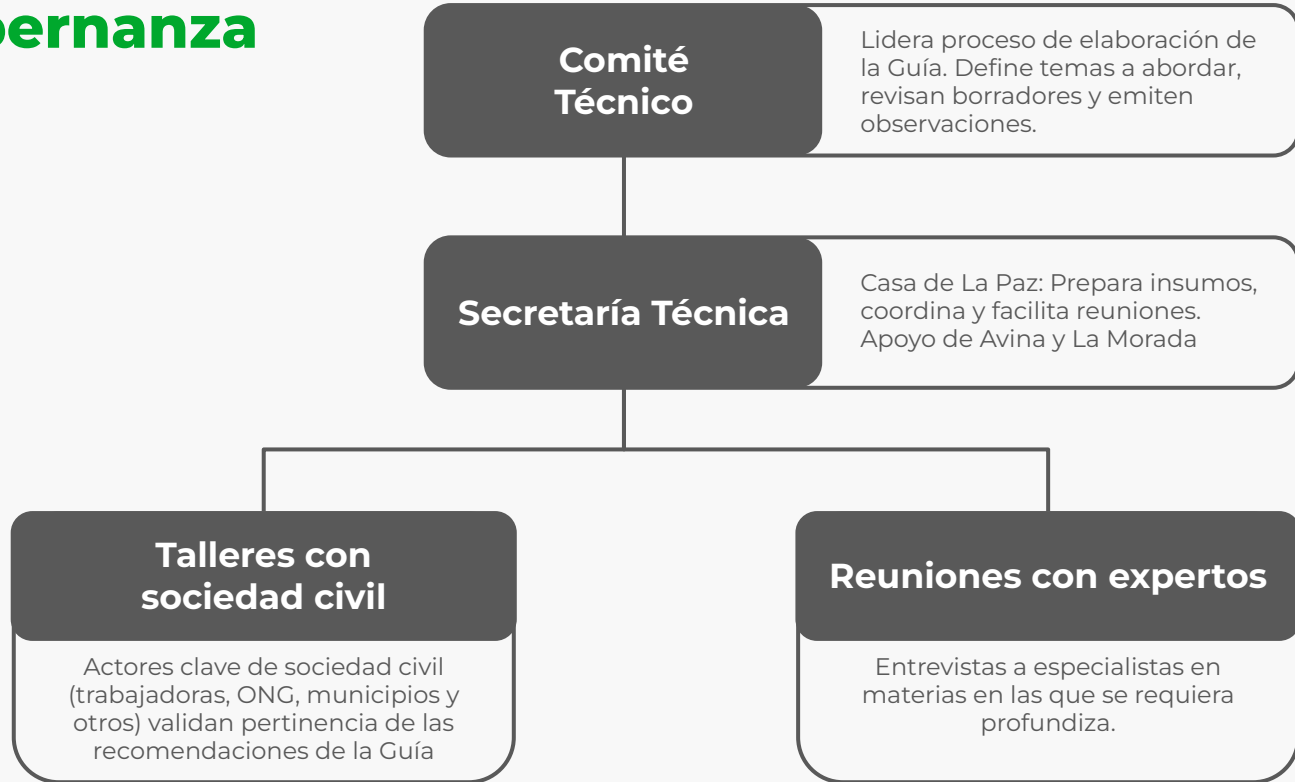 bernanza
Comité
Técnico
Lidera proceso de elaboración de
la Guía. Define temas a abordar,
revisan borradores y emiten
observaciones.
Secretaría Técnica
Casa de La Paz: Prepara insumos,
coordina y facilita reuniones.
Apoyo de Avina y La Morada
Talleres con
sociedad civil
Actores clave de sociedad civil
(trabajadoras, ONG, municipios y
otros) validan pertinencia de las
recomendaciones de la Guía
Reuniones con expertos
Entrevistas a especialistas en
materias en las que se requiera
profundiza.